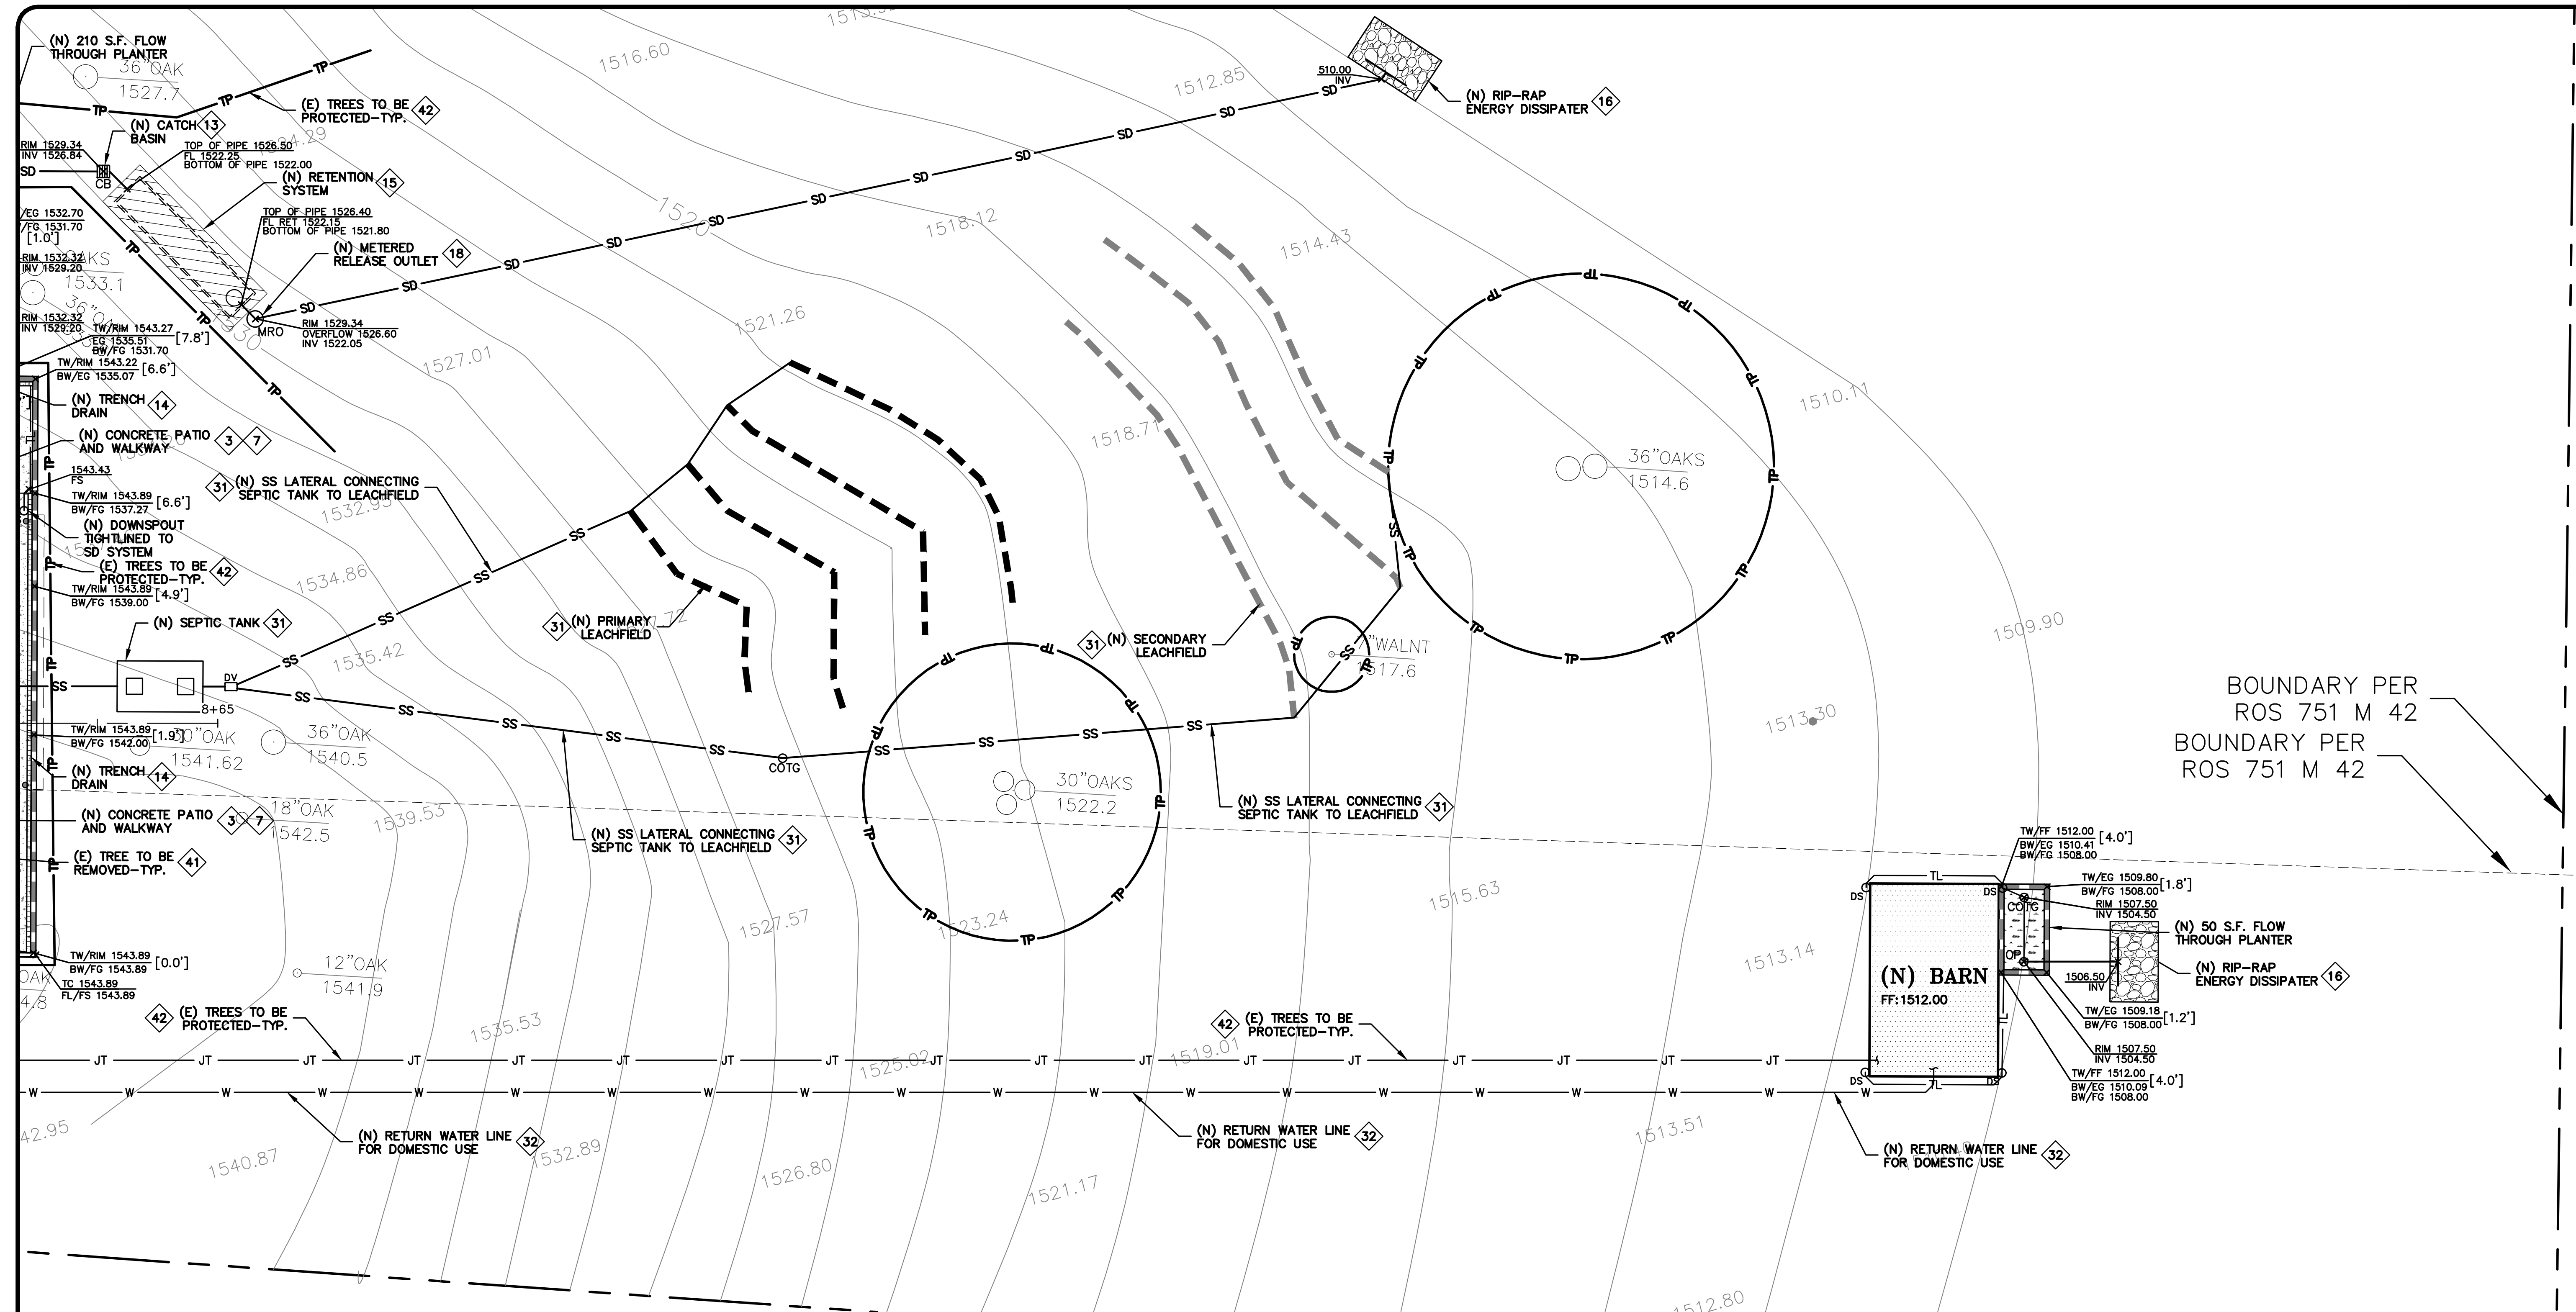 (N) 210 S.F. FLOW
THROUGH PLANTER
36"OAK
1527.7
(E) TREES TO BE
PROTECTED-TYP.
42
(N) CATCH
BASIN
13
RIM 1529.34
INV 1526.84
TOP OF PIPE 1526.50
FL 1522.25
BOTTOM OF PIPE 1522.00
SD
CB
(N) RETENTION
SYSTEM
15
TOP OF PIPE 1526.40
FL RET 1522.15
BOTTOM OF PIPE 1521.80
/EG 1532.70
/FG 1531.70
[1.0']
(N) METERED
RELEASE OUTLET
18
RIM 1532.32
INV 1529.20
1533.1
RIM 1532.32
INV 1529.20
MRO
RIM 1529.34
OVERFLOW 1526.60
INV 1522.05
TW/RIM 1543.27
EG 1535.51
BW/FG 1531.70
[7.8']
TW/RIM 1543.22
BW/EG 1535.07
[6.6']
(N) TRENCH
DRAIN
14
(N) CONCRETE PATIO
AND WALKWAY
3 7
1543.43
FS
TW/RIM 1543.89
BW/FG 1537.27
[6.6']
31
(N) SS LATERAL CONNECTING
SEPTIC TANK TO LEACHFIELD
(N) DOWNSPOUT
TIGHTLINED TO
SD SYSTEM
(E) TREES TO BE
PROTECTED-TYP.
42
TW/RIM 1543.89
BW/FG 1539.00
[4.9']
(N) SEPTIC TANK
31
DV
8+65
31
(N) PRIMARY
LEACHFIELD
31
(N) SECONDARY
LEACHFIELD
TW/RIM 1543.89
BW/FG 1542.00
[1.9']
30"OAK
1541.62
36"OAK
1540.5
(N) TRENCH
DRAIN
14
18"OAK
1542.5
(N) CONCRETE PATIO
AND WALKWAY
3 7
(E) TREE TO BE
REMOVED-TYP.
41
COTG
(N) SS LATERAL CONNECTING
SEPTIC TANK TO LEACHFIELD
31
(N) SS LATERAL CONNECTING
SEPTIC TANK TO LEACHFIELD
31
30"OAKS
1522.2
36"OAKS
1514.6
WALNT
1517.6
510.00
INV
(N) RIP-RAP
ENERGY DISSIPATER
16
1516.60
1512.85
1520
1518.12
1514.43
1521.26
1527.01
1518.71
1510.11
1532.95
1534.86
1535.42
1509.90
1513.30
1539.53
1527.57
1523.24
1515.63
1513.14
1535.53
1525.02
1519.01
1540.87
1532.89
1526.80
1521.17
1513.51
1512.80
42.95
TW/RIM 1543.89
BW/FG 1543.89
[0.0']
TC 1543.89
FL/FS 1543.89
OAK
4.8
12"OAK
1541.9
42
(E) TREES TO BE
PROTECTED-TYP.
42
(E) TREES TO BE
PROTECTED-TYP.
(N) RETURN WATER LINE
FOR DOMESTIC USE
32
(N) RETURN WATER LINE
FOR DOMESTIC USE
32
(N) RETURN WATER LINE
FOR DOMESTIC USE
32
BOUNDARY PER
ROS 751 M 42
BOUNDARY PER
ROS 751 M 42
TW/FF 1512.00
BW/EG 1510.41
BW/FG 1508.00
[4.0']
TW/EG 1509.80
BW/FG 1508.00
[1.8']
RIM 1507.50
INV 1504.50
(N) 50 S.F. FLOW
THROUGH PLANTER
(N) RIP-RAP
ENERGY DISSIPATER
16
1506.50
INV
TW/EG 1509.18
BW/FG 1508.00
[1.2']
RIM 1507.50
INV 1504.50
TW/FF 1512.00
BW/EG 1510.09
BW/FG 1508.00
[4.0']
(N) BARN
FF:1512.00
TL
DS
DS
COTG
OP
DS
TL
DS